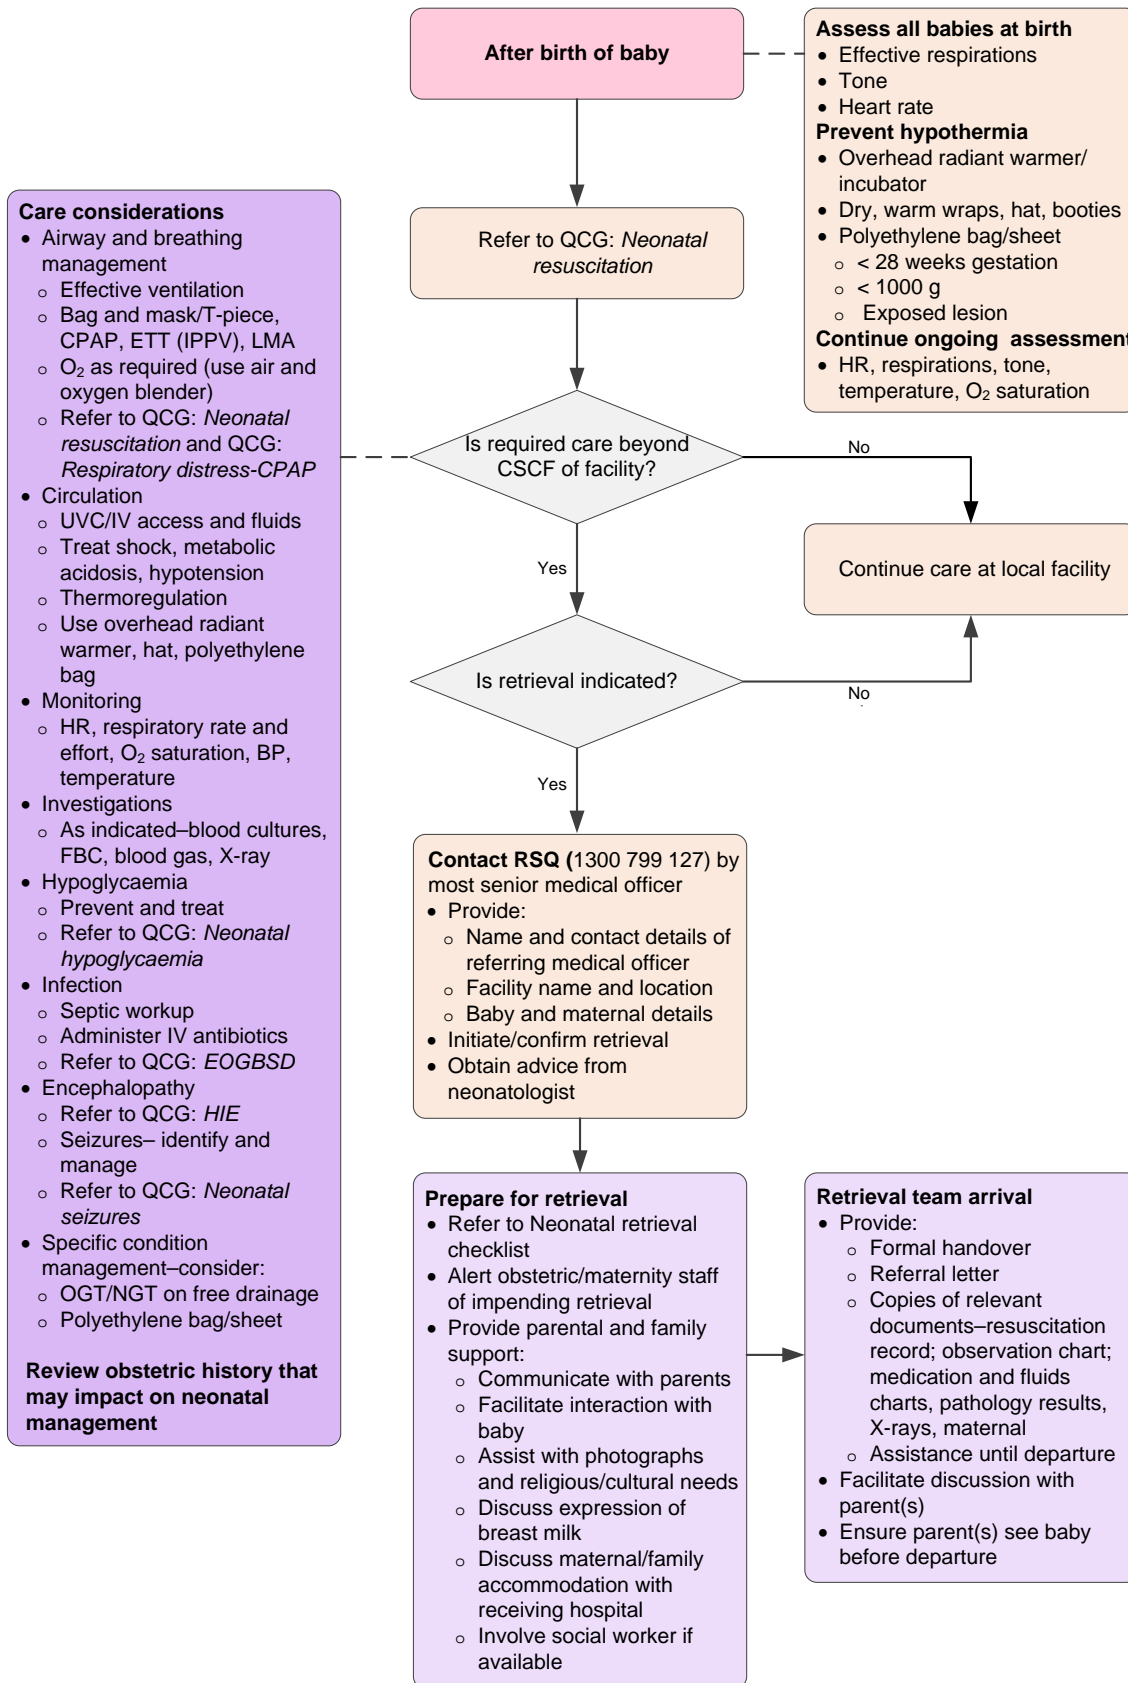 After birth of baby
Assess all babies at birth
• Effective respirations
• Tone
• Heart rate
Prevent hypothermia
• Overhead radiant warmer/
incubator
• Dry, warm wraps, hat, booties
• Polyethylene bag/sheet
o < 28 weeks gestation
o < 1000 g
o Exposed lesion
Continue ongoing assessment
• HR, respirations, tone,
temperature, O₂ saturation
Refer to QCG: Neonatal
resuscitation
Care considerations
• Airway and breathing
management
o Effective ventilation
o Bag and mask/T-piece,
CPAP, ETT (IPPV), LMA
o O₂ as required (use air and
oxygen blender)
o Refer to QCG: Neonatal
resuscitation and QCG:
Respiratory distress-CPAP
• Circulation
o UVC/IV access and fluids
o Treat shock, metabolic
acidosis, hypotension
o Thermoregulation
o Use overhead radiant
warmer, hat, polyethylene
bag
• Monitoring
o HR, respiratory rate and
effort, O₂ saturation, BP,
temperature
• Investigations
o As indicated–blood cultures,
FBC, blood gas, X-ray
• Hypoglycaemia
o Prevent and treat
o Refer to QCG: Neonatal
hypoglycaemia
• Infection
o Septic workup
o Administer IV antibiotics
o Refer to QCG: EOGBSD
• Encephalopathy
o Refer to QCG: HIE
o Seizures– identify and
manage
o Refer to QCG: Neonatal
seizures
• Specific condition
management–consider:
o OGT/NGT on free drainage
o Polyethylene bag/sheet
Review obstetric history that
may impact on neonatal
management
Is required care beyond
CSCF of facility?
No
Yes
Continue care at local facility
Is retrieval indicated?
No
Yes
Contact RSQ (1300 799 127) by
most senior medical officer
• Provide:
o Name and contact details of
referring medical officer
o Facility name and location
o Baby and maternal details
• Initiate/confirm retrieval
• Obtain advice from
neonatologist
Prepare for retrieval
• Refer to Neonatal retrieval
checklist
• Alert obstetric/maternity staff
of impending retrieval
• Provide parental and family
support:
o Communicate with parents
o Facilitate interaction with
baby
o Assist with photographs
and religious/cultural needs
o Discuss expression of
breast milk
o Discuss maternal/family
accommodation with
receiving hospital
o Involve social worker if
available
Retrieval team arrival
• Provide:
o Formal handover
o Referral letter
o Copies of relevant
documents–resuscitation
record; observation chart;
medication and fluids
charts, pathology results,
X-rays, maternal
o Assistance until departure
• Facilitate discussion with
parent(s)
• Ensure parent(s) see baby
before departure